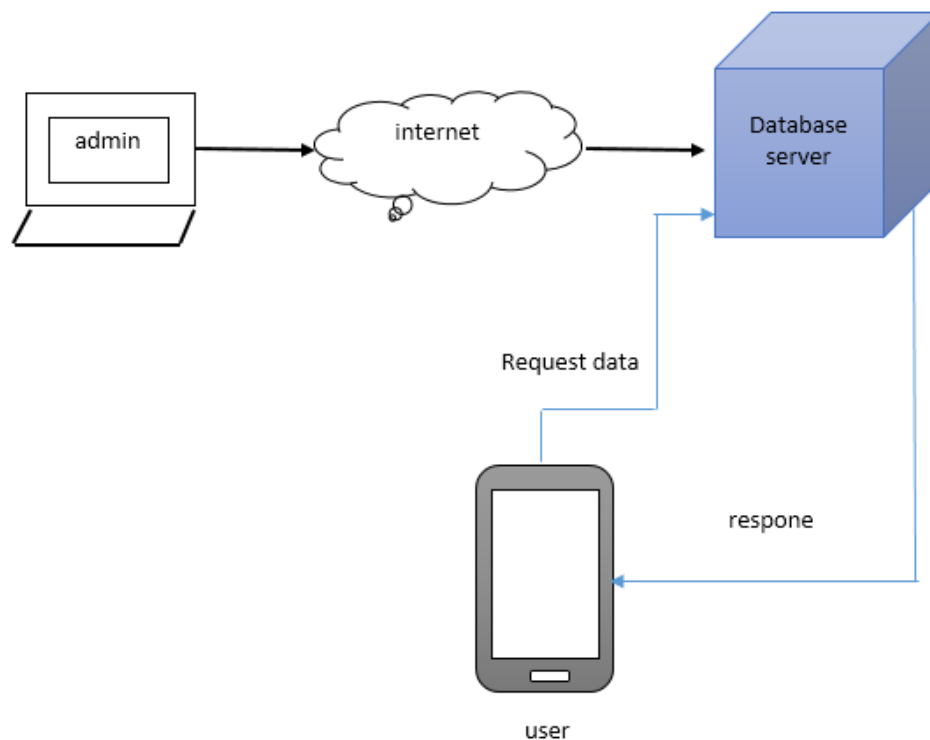 admin
internet
Database
server
Request data
respone
user